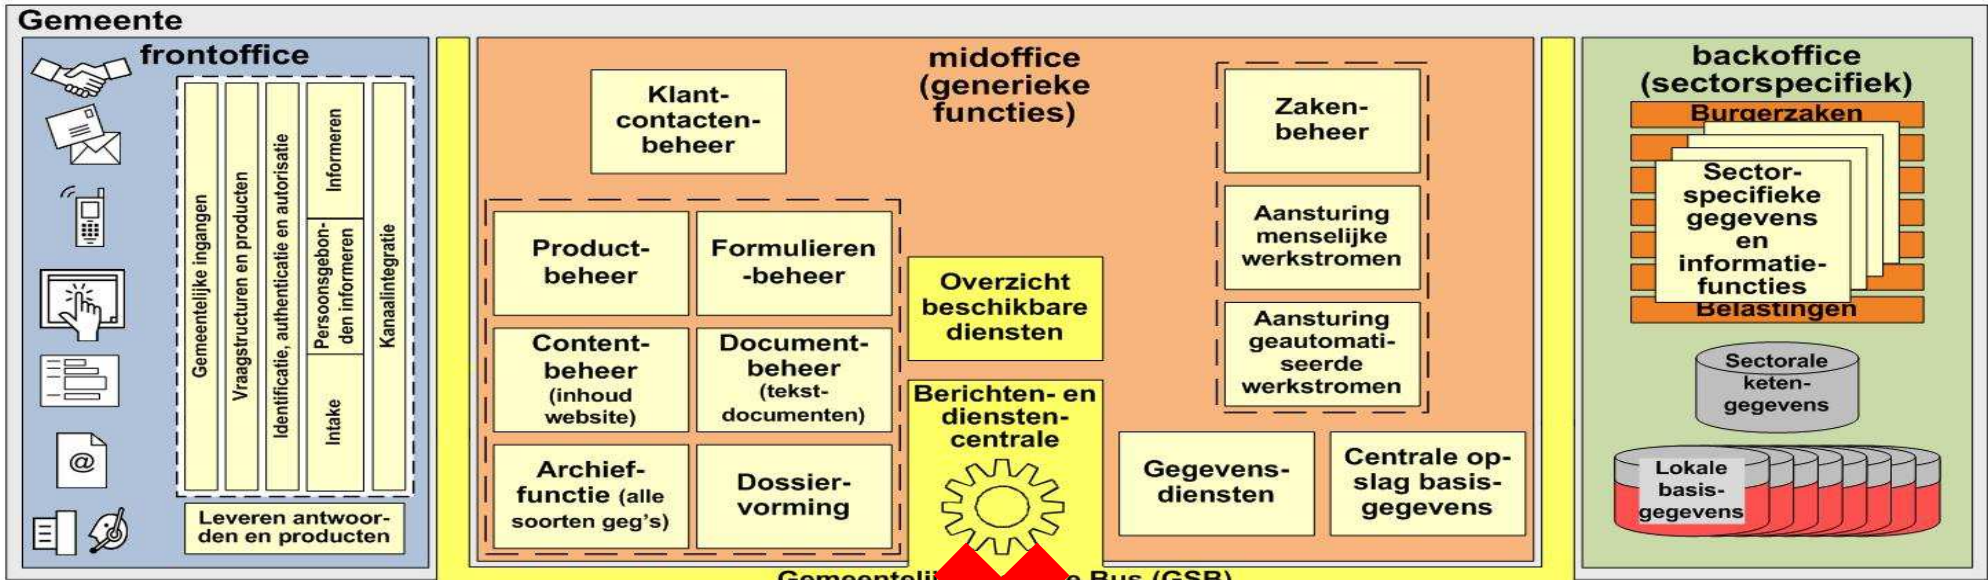 Gemeente
frontoffice
Gemeentelijke ingangen
Vraagstructuren en producten
Identificatie, authenticatie en autorisatie
Informeren
Persoonsgebon-
den informeren
Intake
Kanaalintegratie
@
Leveren antwoor-
den en producten
midoffice
(generieke
functies)
Klant-
contacten-
beheer
Product-
beheer
Formulieren
-beheer
Content-
beheer
(inhoud
website)
Document-
beheer
(tekst-
documenten)
Archief-
functie (alle
soorten geg's)
Dossier-
vorming
Overzicht
beschikbare
diensten
Berichten- en
diensten-
centrale
Zaken-
beheer
Aansturing
menselijke
werkstromen
Aansturing
geautomati-
seerde
werkstromen
Gegevens-
diensten
Centrale op-
slag basis-
gegevens
Bus (GSB)
backoffice
(sectorspecifiek)
Burgerzaken
Sector-
specifieke
gegevens
en
informatie-
functies
Belastingen
Sectorale
keten-
gegevens
Lokale
basis-
gegevens